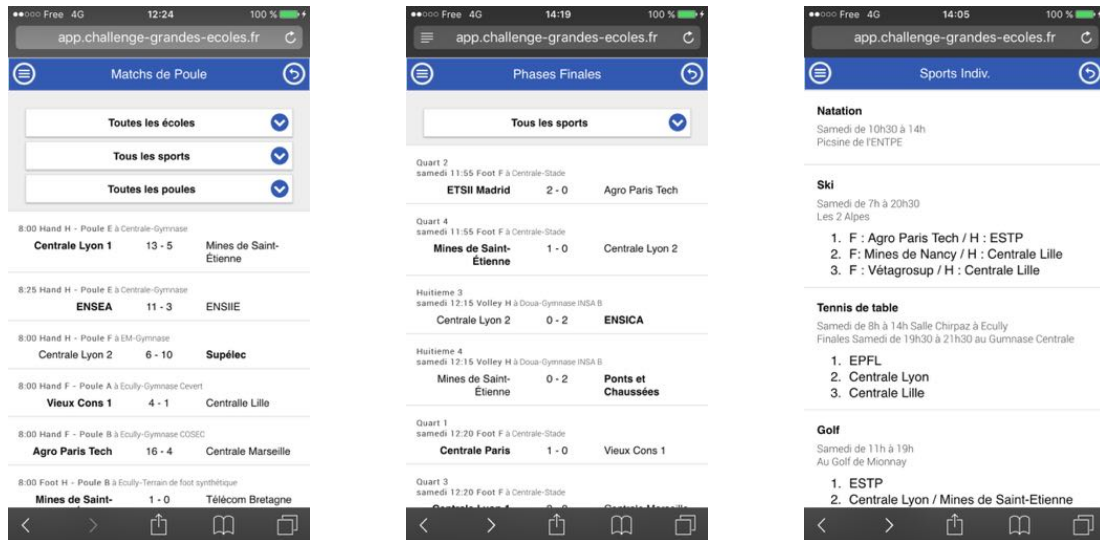 Free 4G 12:24 100 %
app.challenge-grandes-ecoles.fr
Matchs de Poule
Toutes les écoles
Tous les sports
Toutes les poules
8:00 Hand H - Poule E à Centrale-Gymnase
Centrale Lyon 1 13 - 5 Mines de Saint-
Étienne
8:25 Hand H - Poule E à Centrale-Gymnase
ENSEA 11 - 3 ENSIIE
8:00 Hand H - Poule F à EM-Gymnase
Centrale Lyon 2 6 - 10 Supélec
8:00 Hand F - Poule A à Ecully-Gymnase Cevert
Vieux Cons 1 4 - 1 Centralle Lille
8:00 Hand F - Poule B à Ecully-Gymnase COSEC
Agro Paris Tech 16 - 4 Centrale Marseille
8:00 Foot H - Poule B à Ecully-Terrain de foot synthétique
Mines de Saint- 1 - 0 Télécom Bretagne
Free 4G 14:19 100 %
app.challenge-grandes-ecoles.fr
Phases Finales
Tous les sports
Quart 2
samedi 11:55 Foot F à Centrale-Stade
ETSII Madrid 2 - 0 Agro Paris Tech
Quart 4
samedi 11:55 Foot F à Centrale-Stade
Mines de Saint- 1 - 0 Centrale Lyon 2
Étienne
Huitieme 3
samedi 12:15 Volley H à Doua-Gymnase INSA B
Centrale Lyon 2 0 - 2 ENSICA
Huitieme 4
samedi 12:15 Volley H à Doua-Gymnase INSA B
Mines de Saint- 0 - 2 Ponts et
Étienne Chaussées
Quart 1
samedi 12:20 Foot F à Centrale-Stade
Centrale Paris 1 - 0 Vieux Cons 1
Quart 3
samedi 12:20 Foot F à Centrale-Stade
Free 4G 14:05 100 %
app.challenge-grandes-ecoles.fr
Sports Indiv.
Natation
Samedi de 10h30 à 14h
Picsine de l'ENTPE
Ski
Samedi de 7h à 20h30
Les 2 Alpes
1. F : Agro Paris Tech / H : ESTP
2. F: Mines de Nancy / H : Centrale Lille
3. F : Vétagrosup / H : Centrale Lille
Tennis de table
Samedi de 8h à 14h Salle Chirpaz à Ecully
Finales Samedi de 19h30 à 21h30 au Gumnase Centrale
1. EPFL
2. Centrale Lyon
3. Centrale Lille
Golf
Samedi de 11h à 19h
Au Golf de Mionnay
1. ESTP
2. Centrale Lyon / Mines de Saint-Etienne